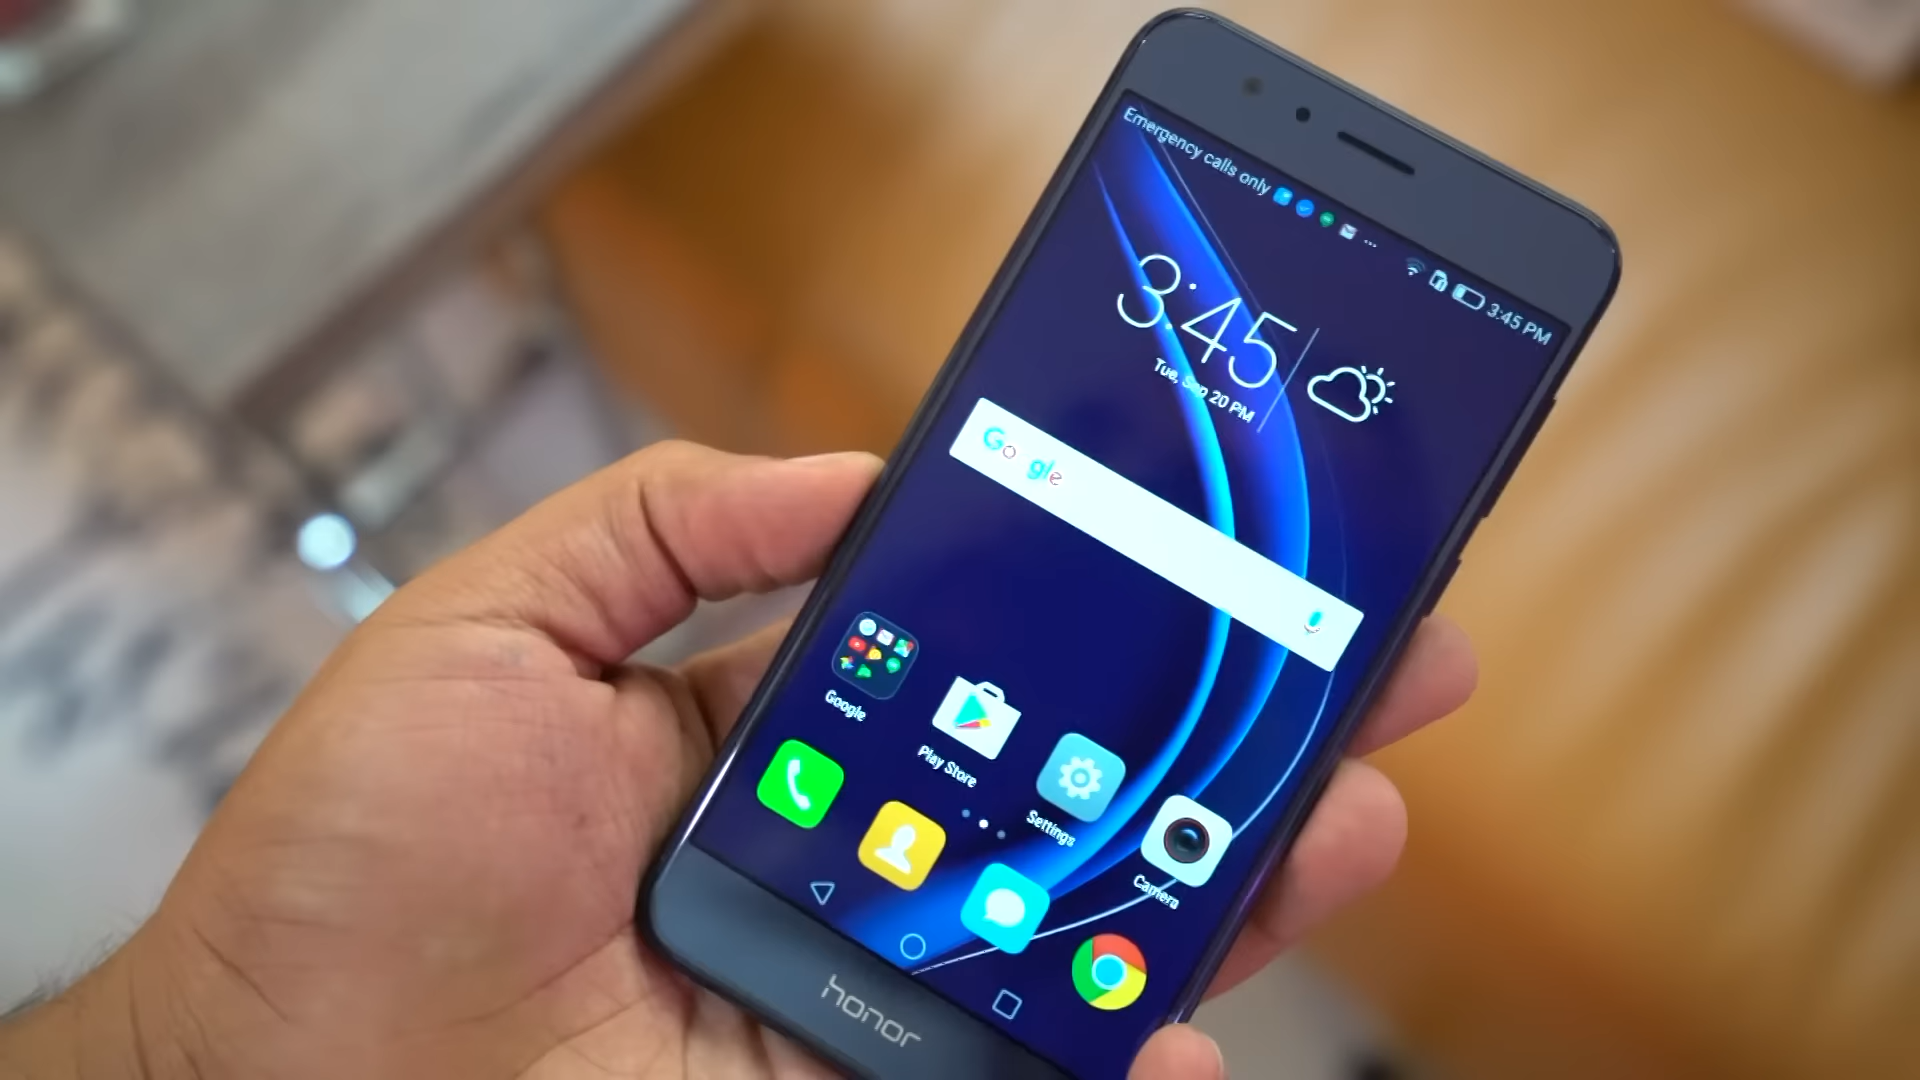 Emergency calls only
3:45 PM
3:45
Tue, Sep 20 PM
Google
Google
Play Store
Settings
Camera
honor